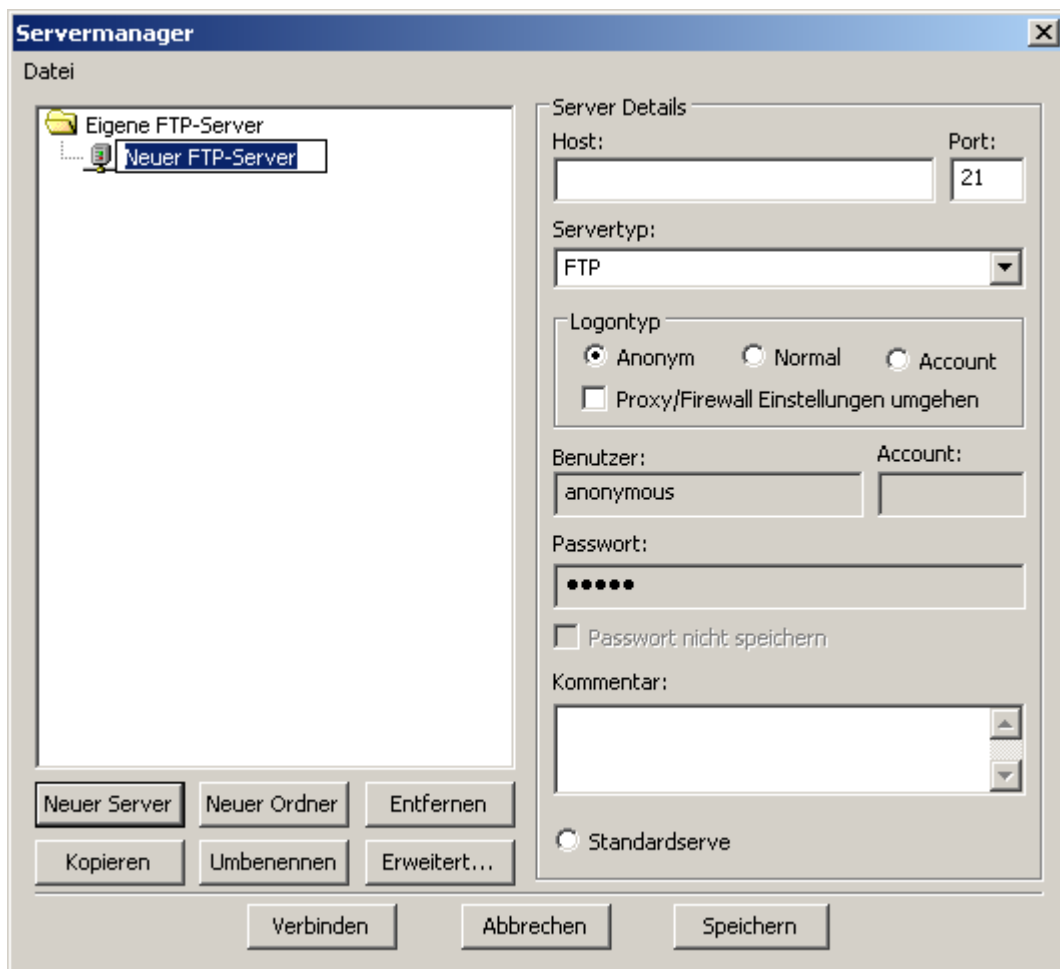 Servermanager
Datei
Eigene FTP-Server
Neuer FTP-Server
Server Details
Host: Port:
21
Servertyp:
FTP
Logontyp
Anonym Normal Account
Proxy/Firewall Einstellungen umgehen
Benutzer: Account:
anonymous
Passwort:
•••••
Passwort nicht speichern
Kommentar:
Standardserve
Neuer Server Neuer Ordner Entfernen
Kopieren Umbenennen Erweitert...
Verbinden Abbrechen Speichern